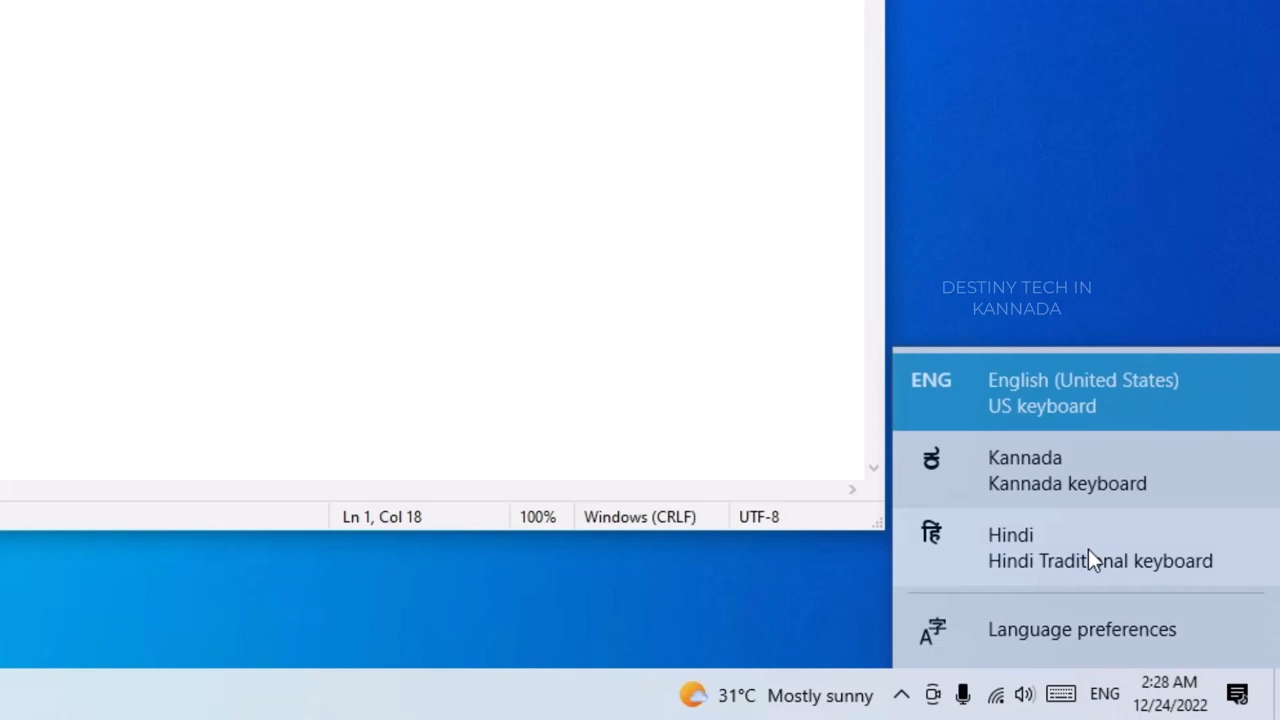 DESTINY TECH IN
KANNADA
ENG English (United States)
US keyboard
ಕ Kannada
Kannada keyboard
हिं Hindi
Hindi Traditional keyboard
A字 Language preferences
Ln 1, Col 18 100% Windows (CRLF) UTF-8
31°C Mostly sunny ENG 2:28 AM
12/24/2022